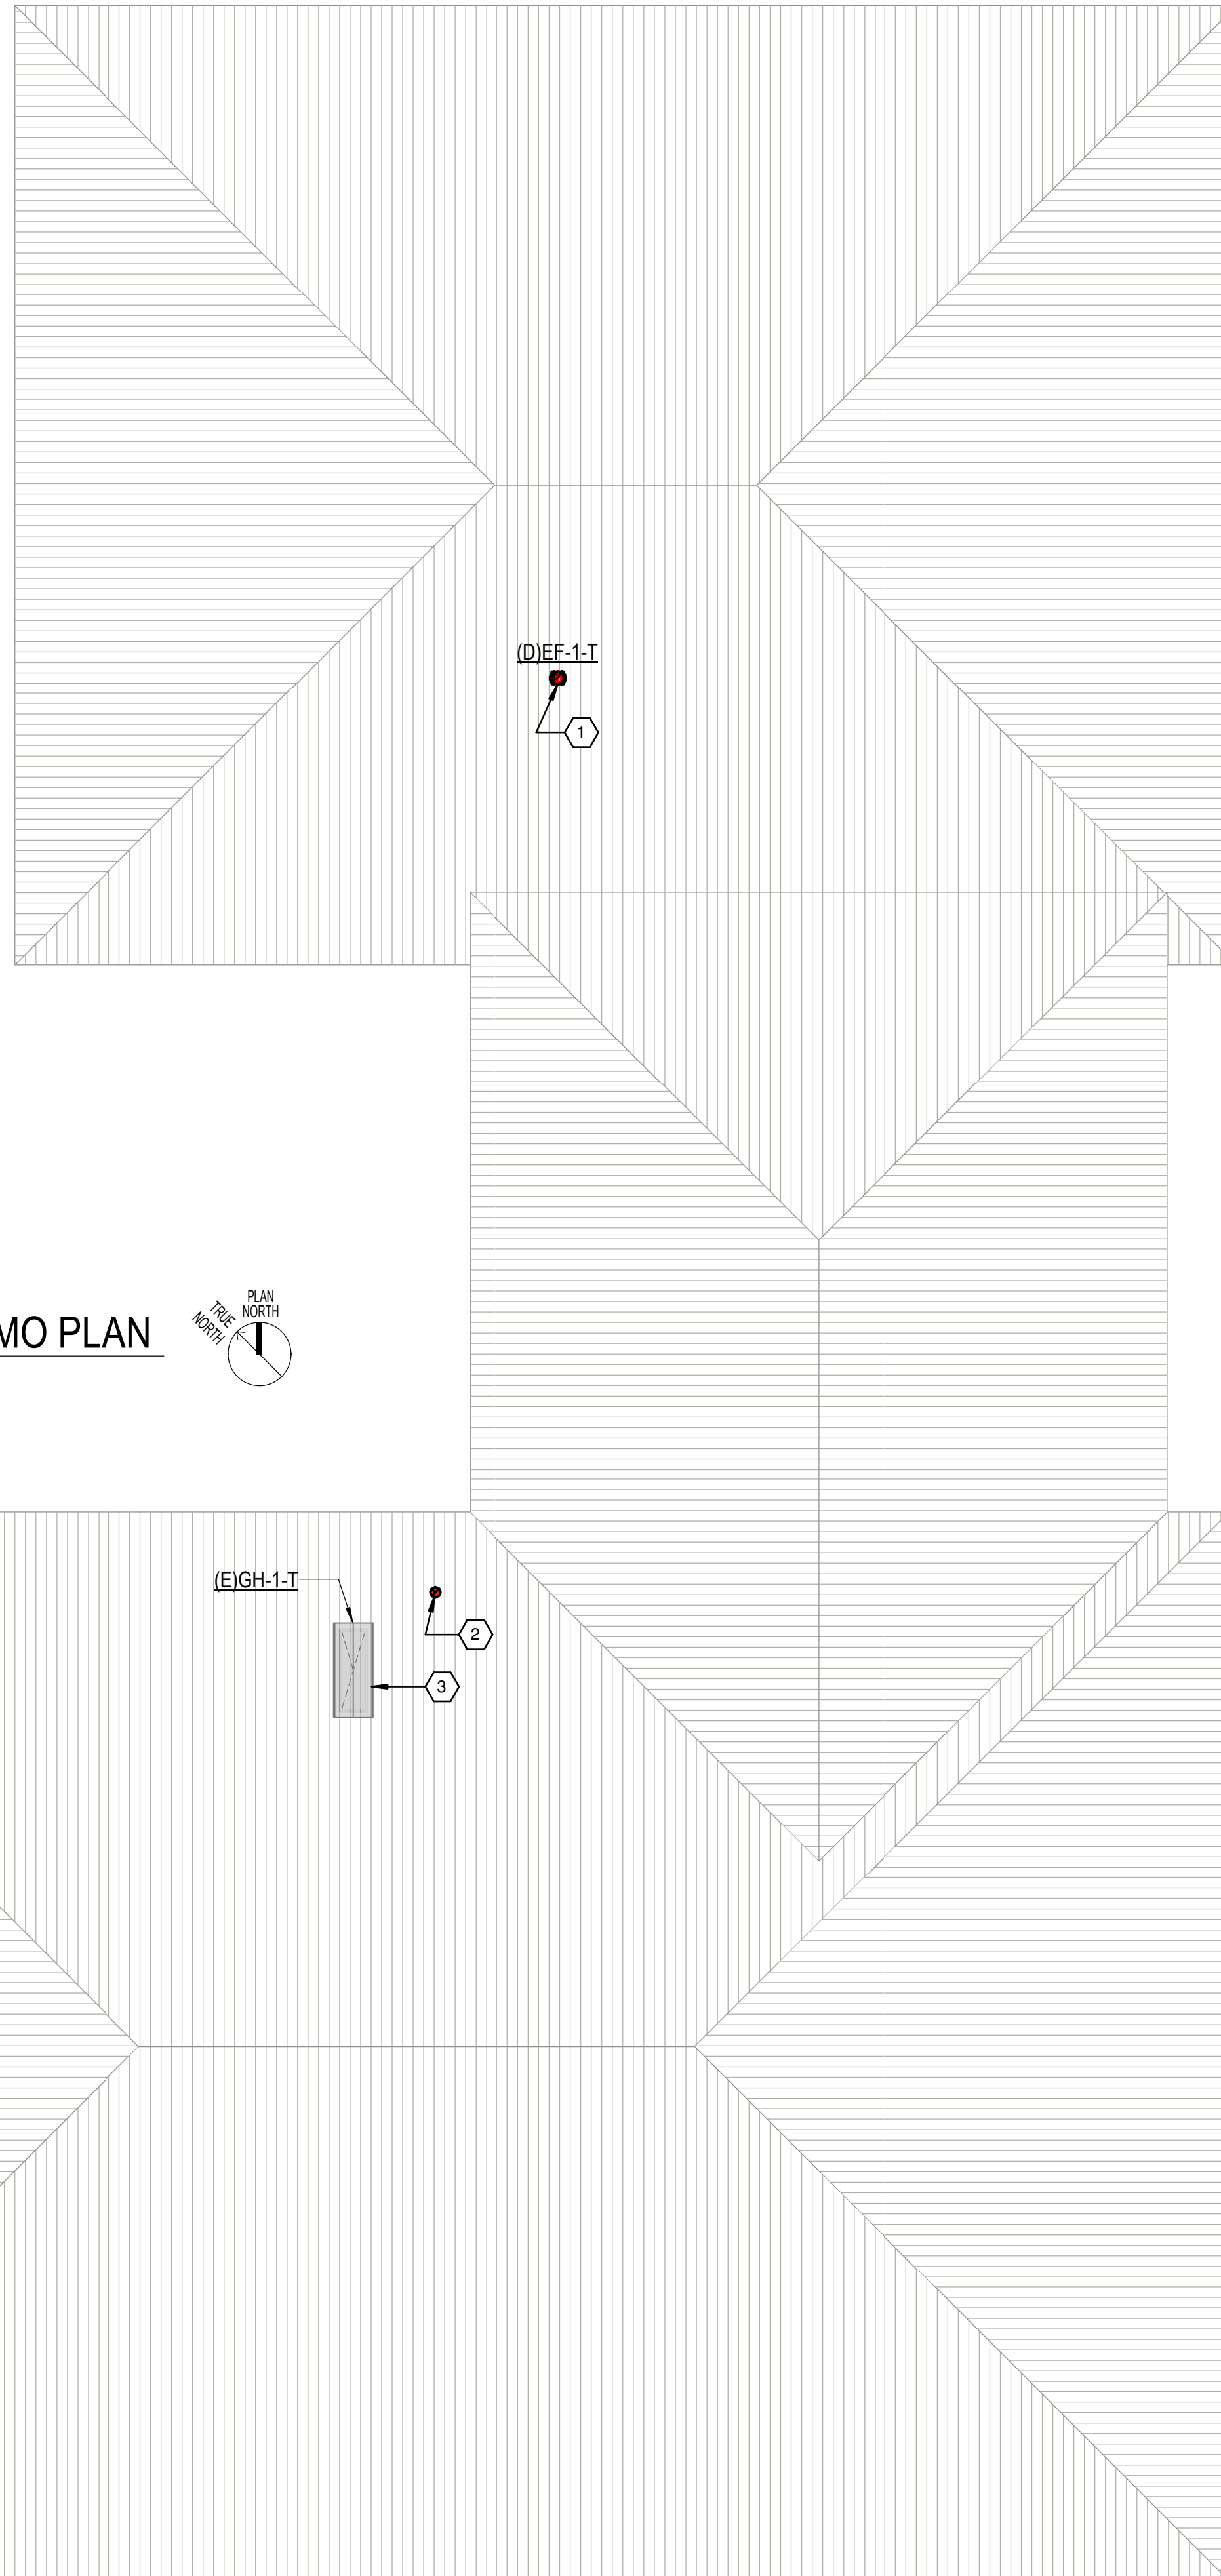 (D)EF-1-T
1
PLAN
NORTH
TRUE
NORTH
MO PLAN
(E)GH-1-T
2
3